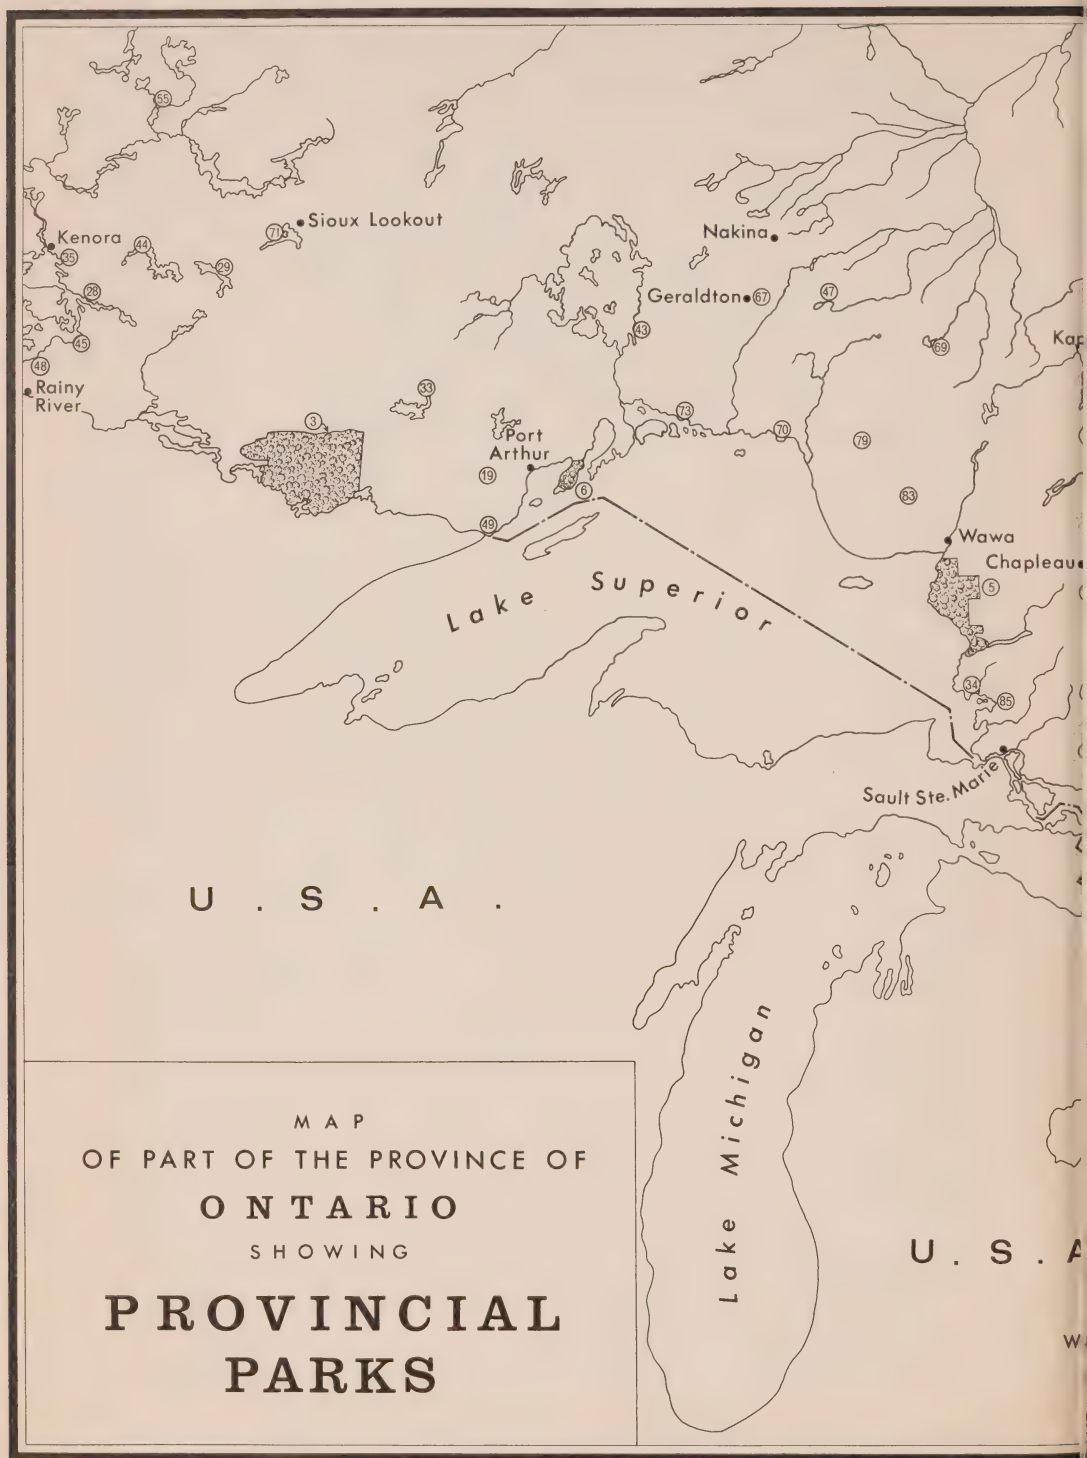 55
Sioux Lookout
71
Kenora
35
44
29
28
45
48
Rainy
River
Nakina
Geraldton
67
47
43
69
Kap
33
3
73
70
79
Port
Arthur
19
6
49
83
Wawa
Chapleau
5
Lake Superior
34
85
Sault Ste. Marie
U . S . A .
Lake Michigan
U . S . A
MAP
OF PART OF THE PROVINCE OF
ONTARIO
SHOWING
PROVINCIAL
PARKS